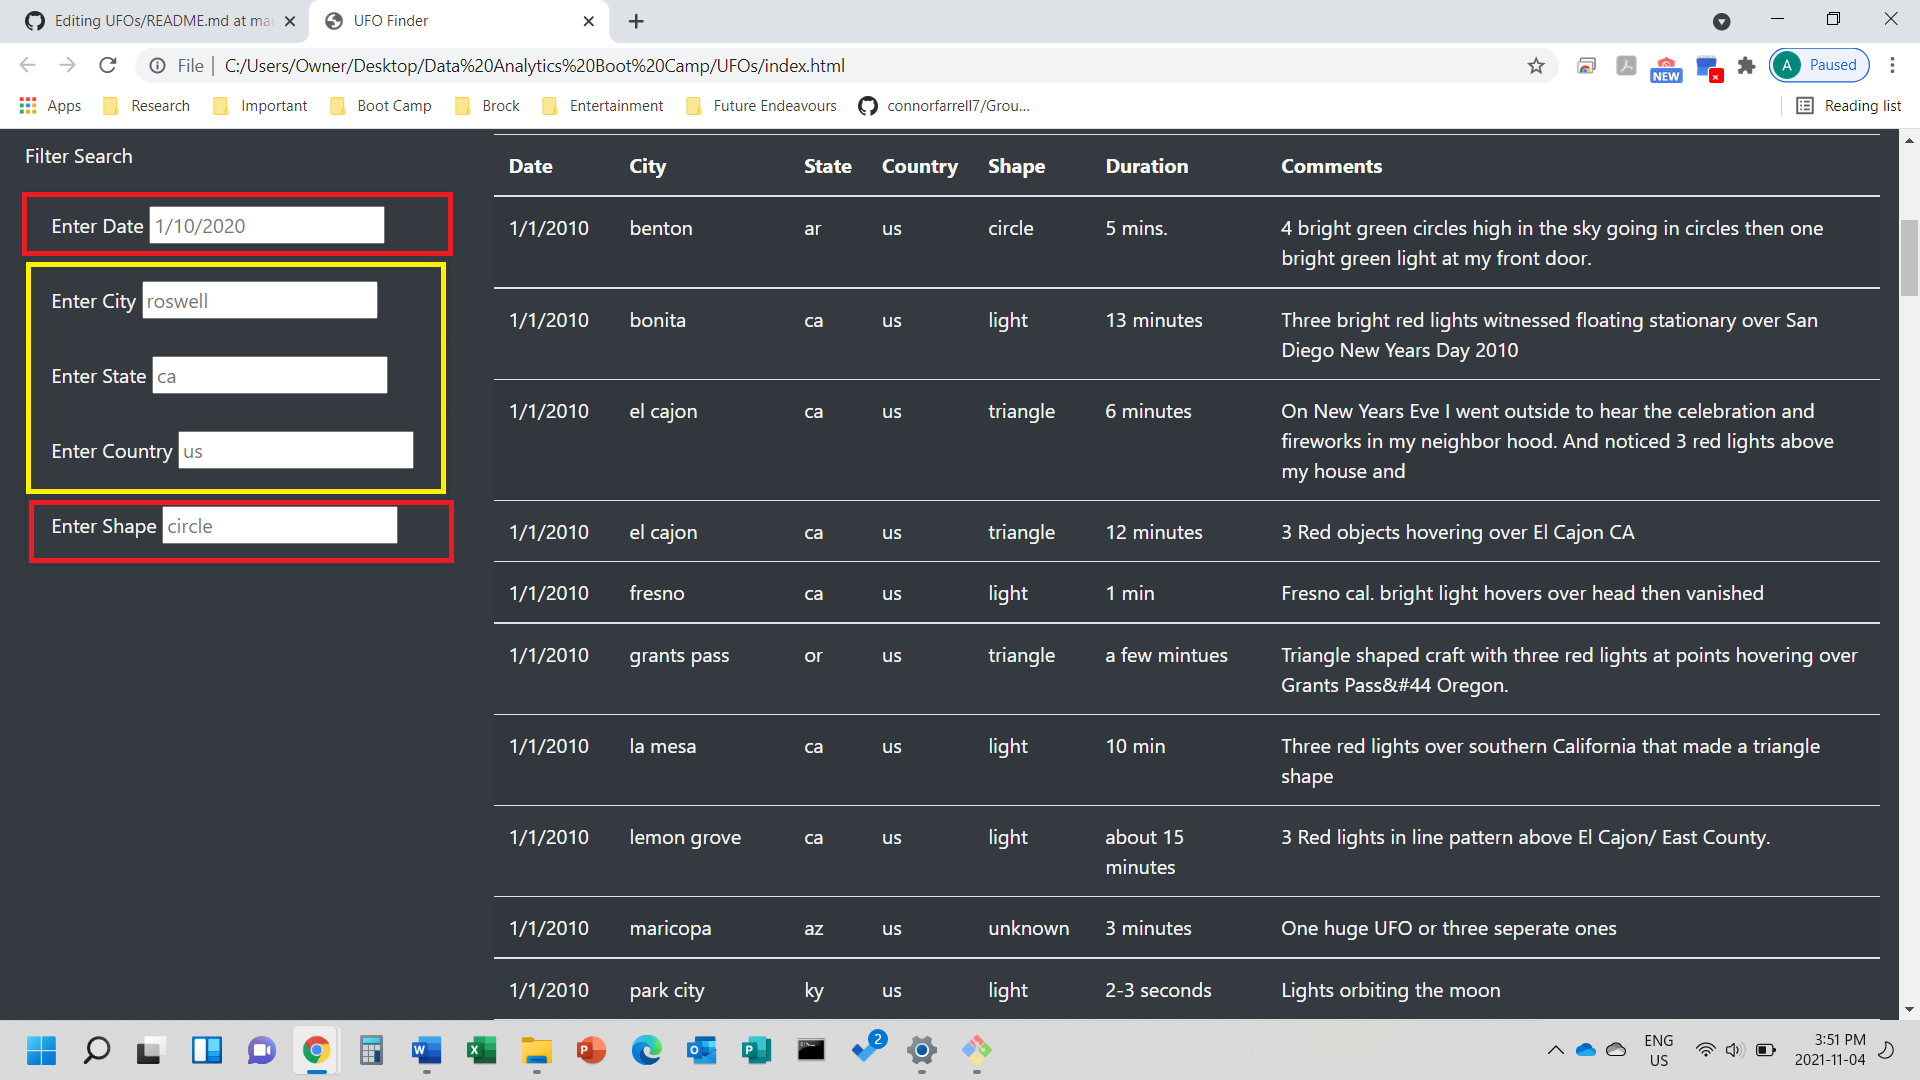 Editing UFOs/README.md at mai
UFO Finder
File
C:/Users/Owner/Desktop/Data%20Analytics%20Boot%20Camp/UFOs/index.html
NEW
A
Paused
Apps
Research
Important
Boot Camp
Brock
Entertainment
Future Endeavours
connorfarrell7/Grou...
Reading list
Filter Search
Enter Date 1/10/2020
Enter City roswell
Enter State ca
Enter Country us
Enter Shape circle
Date City State Country Shape Duration Comments
1/1/2010 benton ar us circle 5 mins. 4 bright green circles high in the sky going in circles then one
bright green light at my front door.
1/1/2010 bonita ca us light 13 minutes Three bright red lights witnessed floating stationary over San
Diego New Years Day 2010
1/1/2010 el cajon ca us triangle 6 minutes On New Years Eve I went outside to hear the celebration and
fireworks in my neighbor hood. And noticed 3 red lights above
my house and
1/1/2010 el cajon ca us triangle 12 minutes 3 Red objects hovering over El Cajon CA
1/1/2010 fresno ca us light 1 min Fresno cal. bright light hovers over head then vanished
1/1/2010 grants pass or us triangle a few mintues Triangle shaped craft with three red lights at points hovering over
Grants Pass&#44 Oregon.
1/1/2010 la mesa ca us light 10 min Three red lights over southern California that made a triangle
shape
1/1/2010 lemon grove ca us light about 15 3 Red lights in line pattern above El Cajon/ East County.
minutes
1/1/2010 maricopa az us unknown 3 minutes One huge UFO or three seperate ones
1/1/2010 park city ky us light 2-3 seconds Lights orbiting the moon
2
ENG
US
3:51 PM
2021-11-04